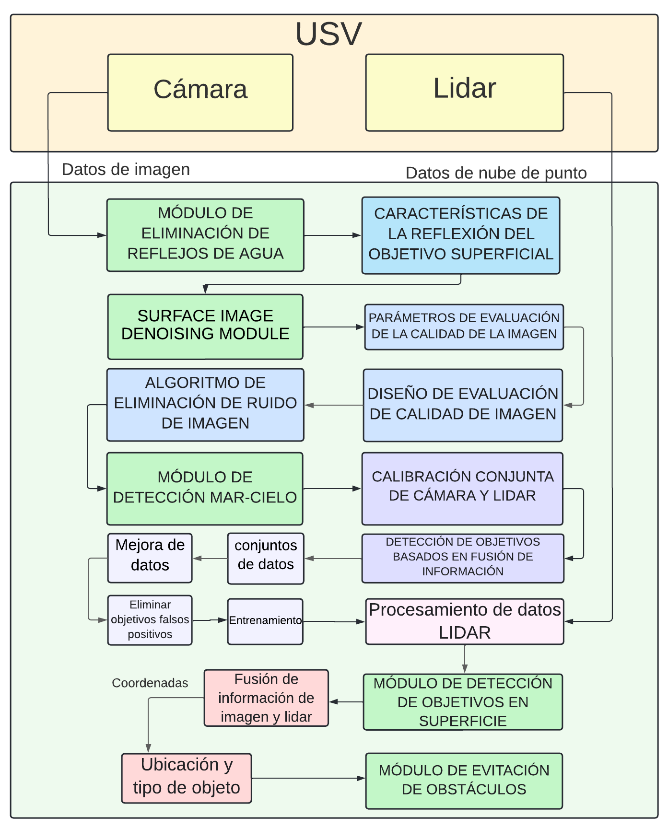 USV
Cámara
Lidar
Datos de imagen
Datos de nube de punto
MÓDULO DE
ELIMINACIÓN DE
REFLEJOS DE AGUA
CARACTERÍSTICAS DE
LA REFLEXIÓN DEL
OBJETIVO SUPERFICIAL
SURFACE IMAGE
DENOISING MODULE
PARÁMETROS DE EVALUACIÓN
DE LA CALIDAD DE LA IMAGEN
ALGORITMO DE
ELIMINACIÓN DE RUIDO
DE IMAGEN
DISEÑO DE EVALUACIÓN
DE CALIDAD DE IMAGEN
MÓDULO DE
DETECCIÓN MAR-CIELO
CALIBRACIÓN CONJUNTA
DE CÁMARA Y LIDAR
Mejora de
datos
conjuntos
de datos
DETECCIÓN DE OBJETIVOS
BASADOS EN FUSIÓN DE
INFORMACIÓN
Eliminar
objetivos falsos
positivos
Entrenamiento
Procesamiento de datos
LIDAR
Coordenadas
Fusión de
información de
imagen y lidar
MÓDULO DE DETECCIÓN
DE OBJETIVOS EN
SUPERFICIE
Ubicación y
tipo de objeto
MÓDULO DE EVITACIÓN
DE OBSTÁCULOS